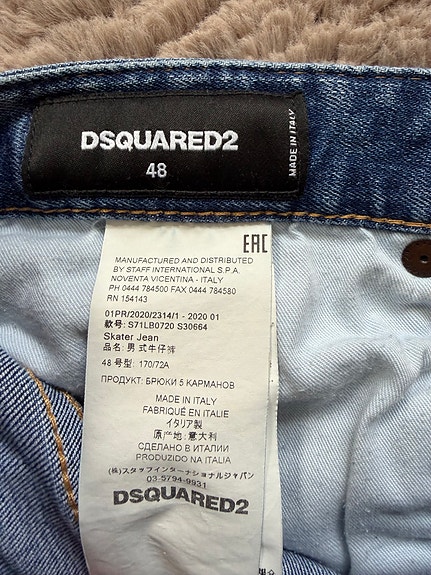 DSQUARED2
48
MADE IN ITALY
EAC
MANUFACTURED AND DISTRIBUTED
BY STAFF INTERNATIONAL S.P.A.
NOVENTA VICENTINA - ITALY
PH 0444 784500 FAX 0444 784580
RN 154143
01PR/2020/2314/1 - 2020 01
款号: S71LB0720 S30664
Skater Jean
品名: 男式牛仔裤
48 号型: 170/72A
ПРОДУКТ: БРЮКИ 5 КАРМАНОВ
MADE IN ITALY
FABRIQUÉ EN ITALIE
イタリア製
原产地: 意大利
СДЕЛАНО В ИТАЛИИ
PRODUZIDO NA ITALIA
(株)スタッフインターナショナルジャパン
03-5794-9931
DSQUARED2